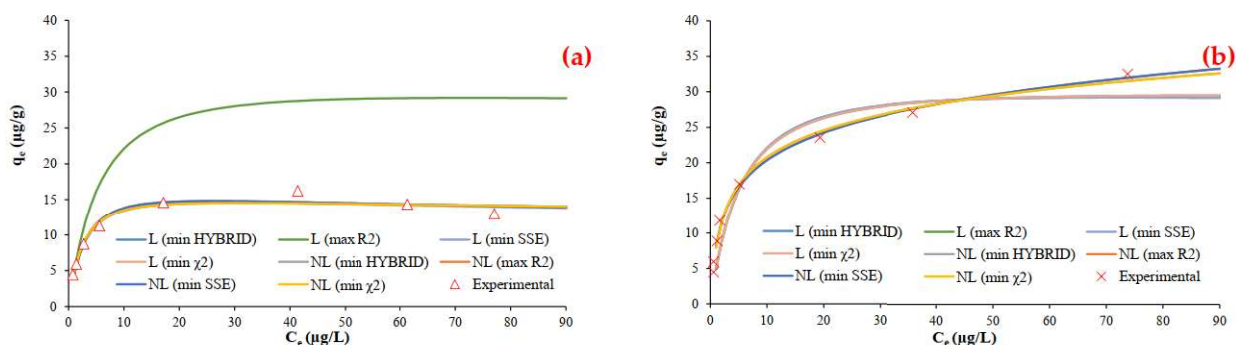 40
35
30
25
20
15
10
5
0
qe (µg/g)
(a)
L (min HYBRID)
L (max R2)
L (min SSE)
L (min χ2)
NL (min HYBRID)
NL (max R2)
NL (min SSE)
NL (min χ2)
Experimental
0 10 20 30 40 50 60 70 80 90
Ce (µg/L)
40
35
30
25
20
15
10
5
0
qe (µg/g)
(b)
L (min HYBRID)
L (max R2)
L (min SSE)
L (min χ2)
NL (min HYBRID)
NL (max R2)
NL (min SSE)
NL (min χ2)
Experimental
0 10 20 30 40 50 60 70 80 90
Ce (µg/L)